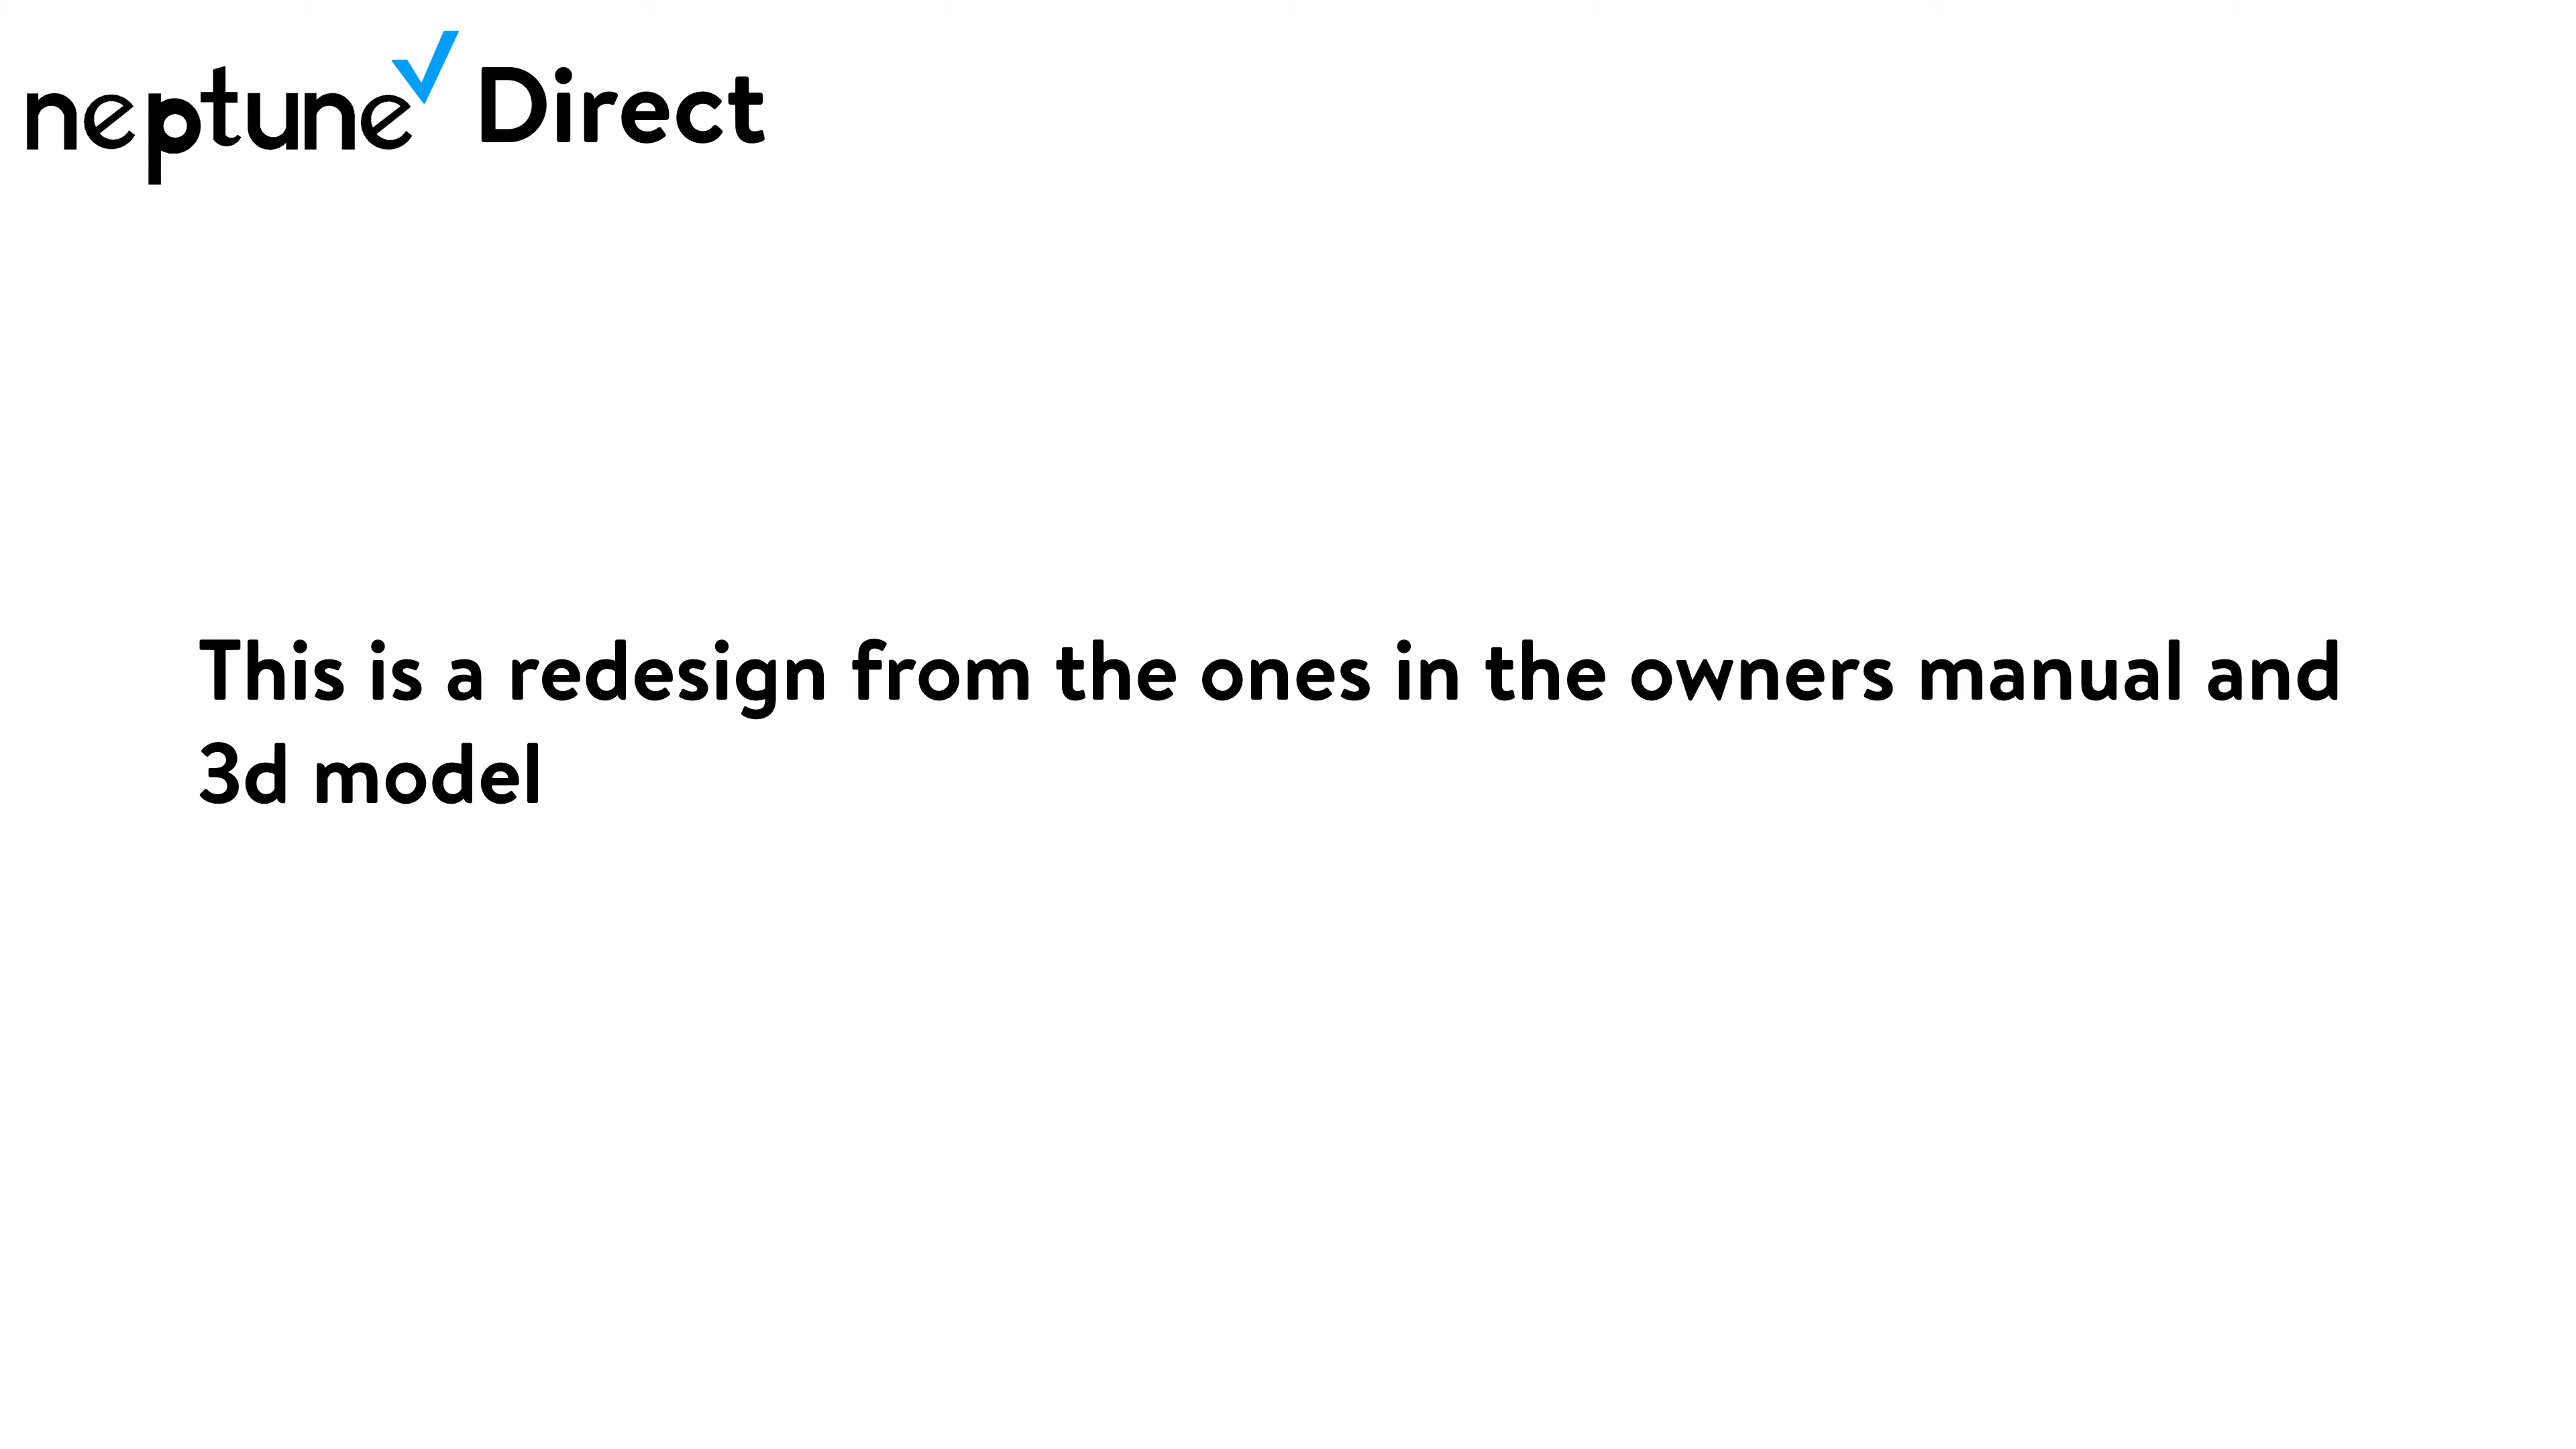 neptune Direct
This is a redesign from the ones in the owners manual and
3d model